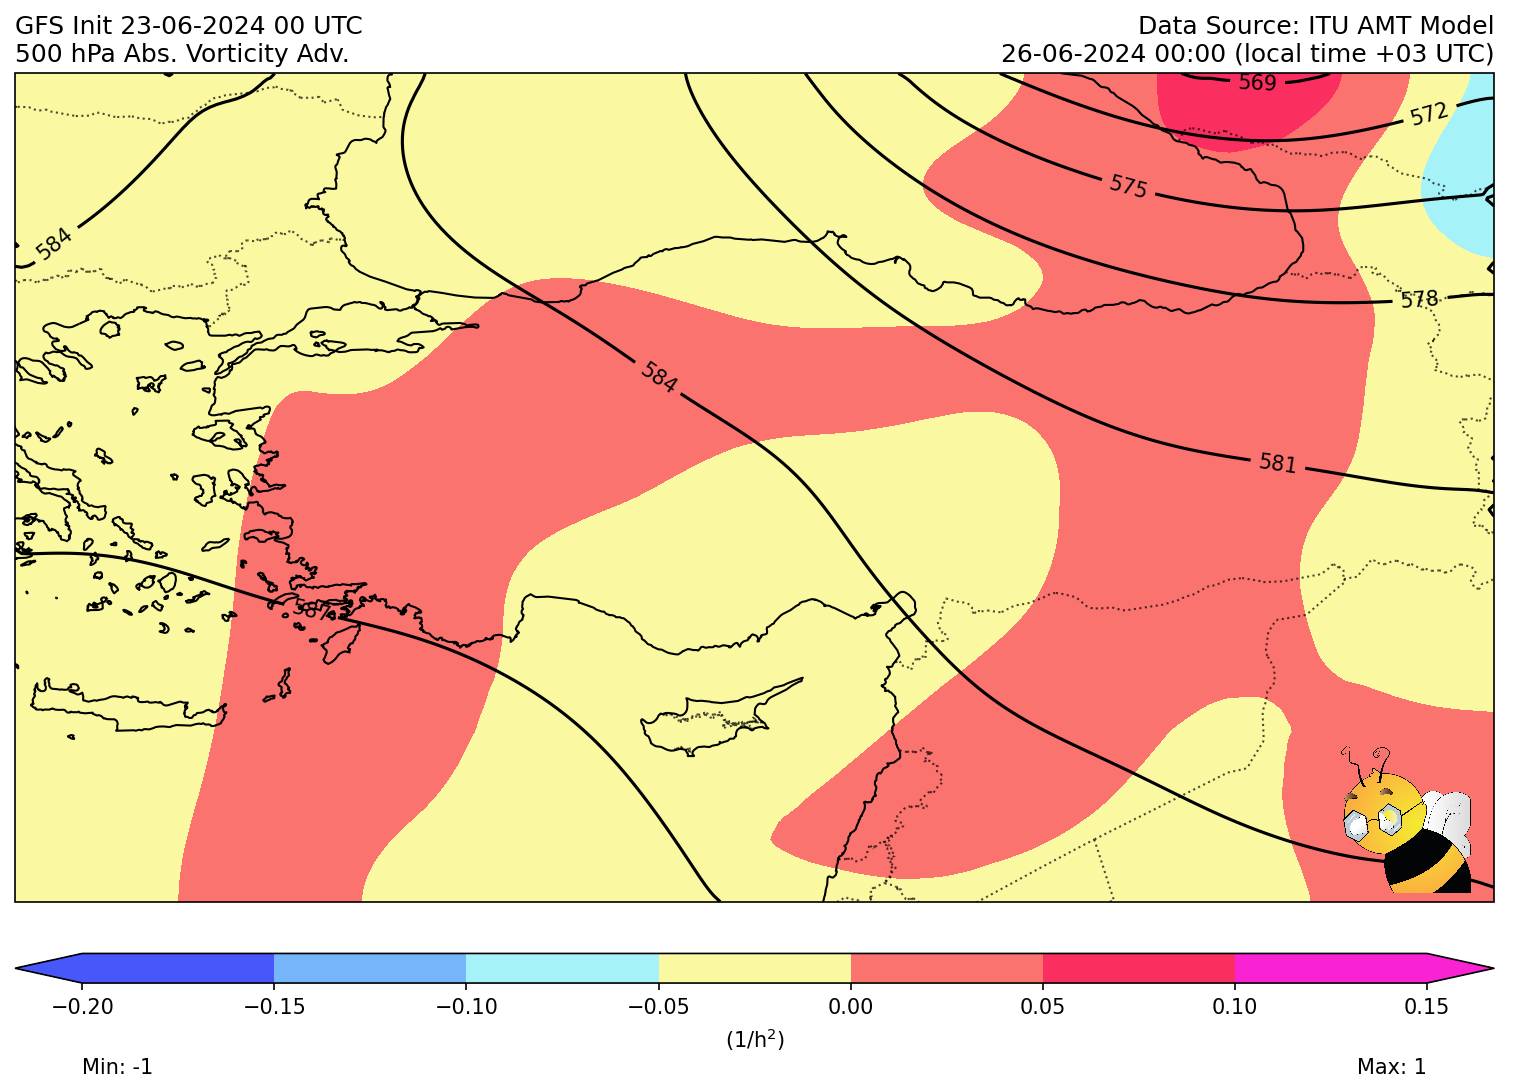 GFS Init 23-06-2024 00 UTC
500 hPa Abs. Vorticity Adv.
Data Source: ITU AMT Model
26-06-2024 00:00 (local time +03 UTC)
569
572
575
584
578
584
581
587
−0.20
−0.15
−0.10
−0.05
0.00
0.05
0.10
0.15
(1/h²)
Min: -1
Max: 1